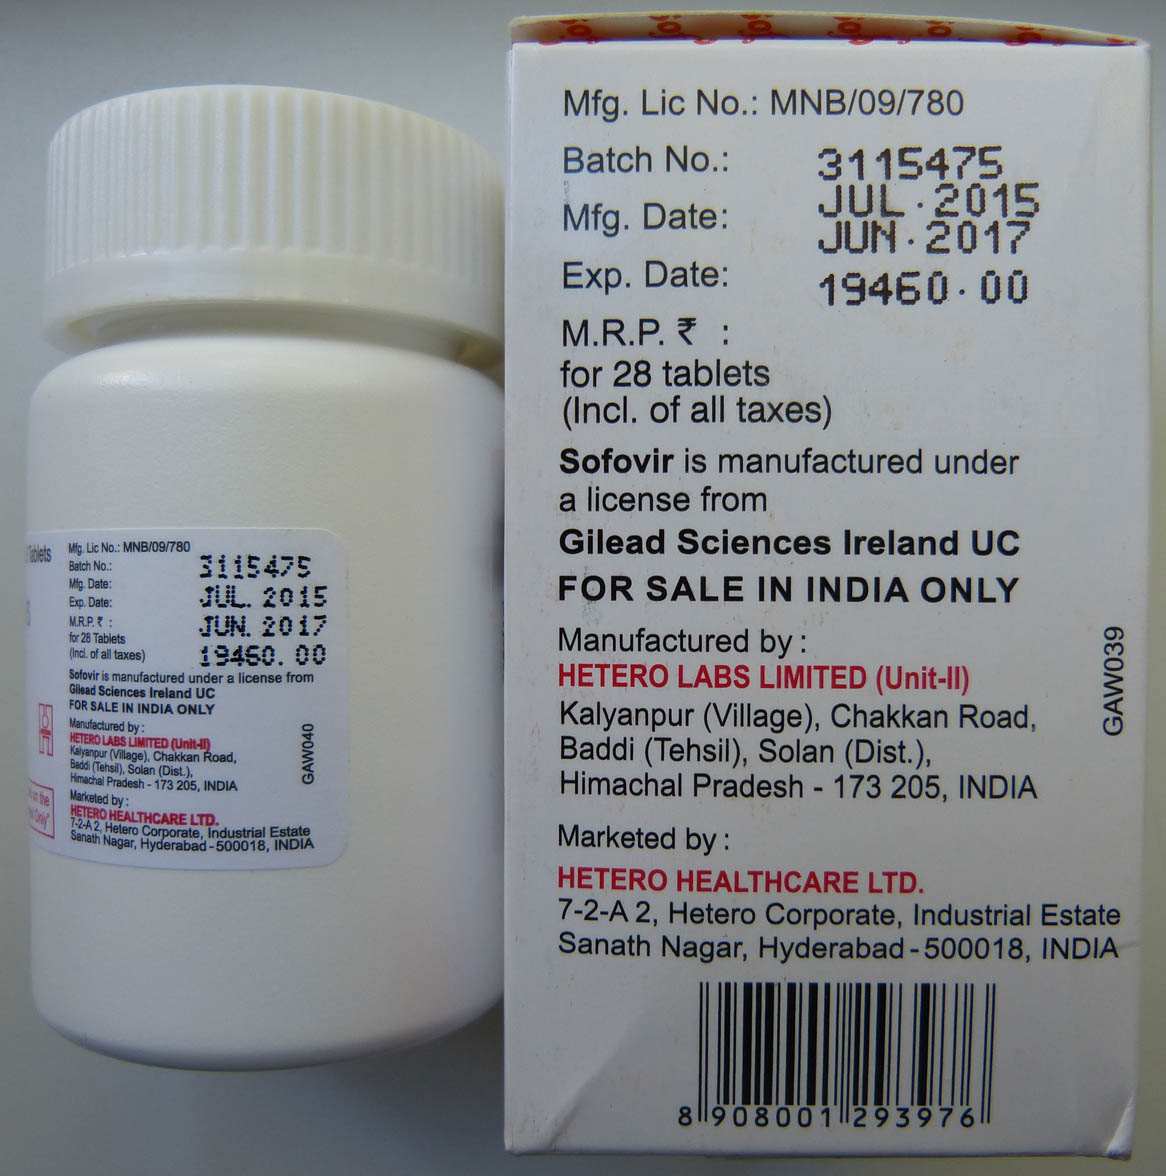 Tablets
Mfg. Lic No.: MNB/09/780
Batch No.: 3115475
Mfg. Date: JUL. 2015
Exp. Date: JUN. 2017
M.R.P. ₹ : 19460.00
for 28 Tablets
(Incl. of all taxes)
Sofovir is manufactured under a license from
Gilead Sciences Ireland UC
FOR SALE IN INDIA ONLY
Manufactured by :
HETERO LABS LIMITED (Unit-II)
Kalyanpur (Village), Chakkan Road,
Baddi (Tehsil), Solan (Dist.),
Himachal Pradesh - 173 205, INDIA
Marketed by :
HETERO HEALTHCARE LTD.
7-2-A 2, Hetero Corporate, Industrial Estate
Sanath Nagar, Hyderabad - 500018, INDIA
GAW040
on the
Only"
Mfg. Lic No.: MNB/09/780
Batch No.: 3115475
Mfg. Date: JUL . 2015
Exp. Date: JUN . 2017
M.R.P. ₹ : 19460.00
for 28 tablets
(Incl. of all taxes)
Sofovir is manufactured under
a license from
Gilead Sciences Ireland UC
FOR SALE IN INDIA ONLY
Manufactured by :
HETERO LABS LIMITED (Unit-II)
Kalyanpur (Village), Chakkan Road,
Baddi (Tehsil), Solan (Dist.),
Himachal Pradesh - 173 205, INDIA
Marketed by :
HETERO HEALTHCARE LTD.
7-2-A 2, Hetero Corporate, Industrial Estate
Sanath Nagar, Hyderabad - 500018, INDIA
GAW039
8 908001 293976